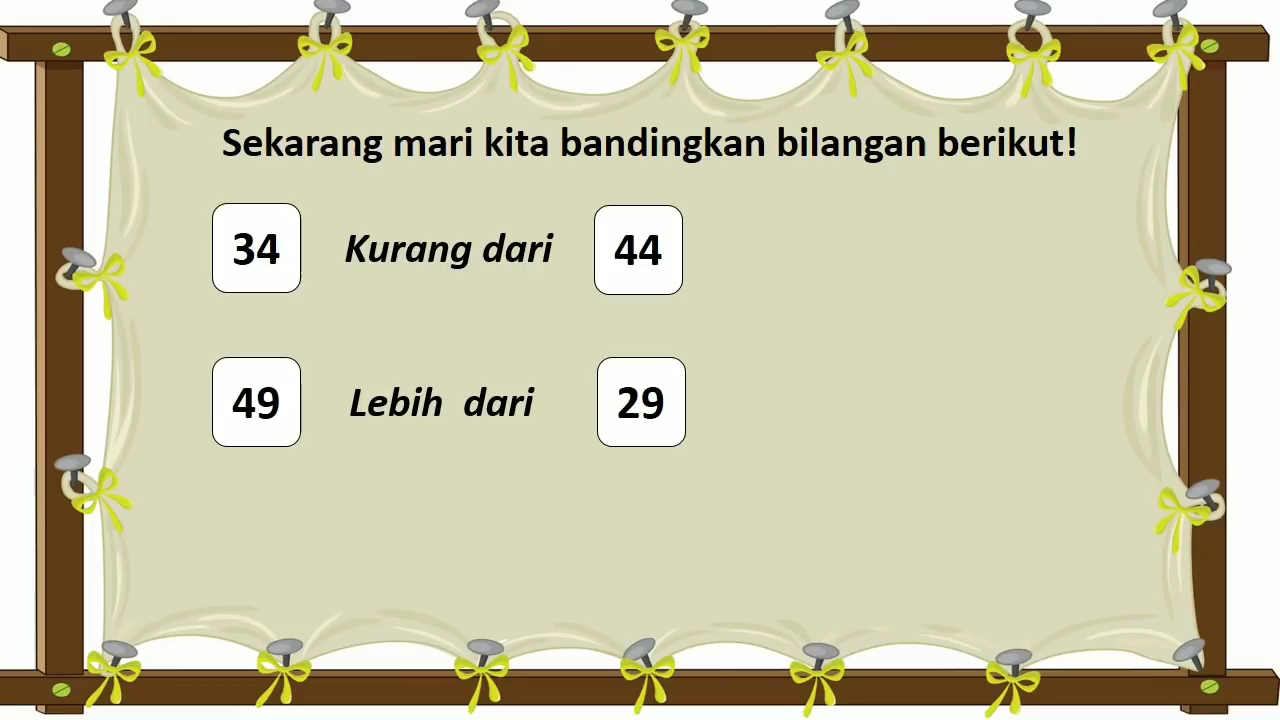 Sekarang mari kita bandingkan bilangan berikut!
34 Kurang dari 44
49 Lebih dari 29